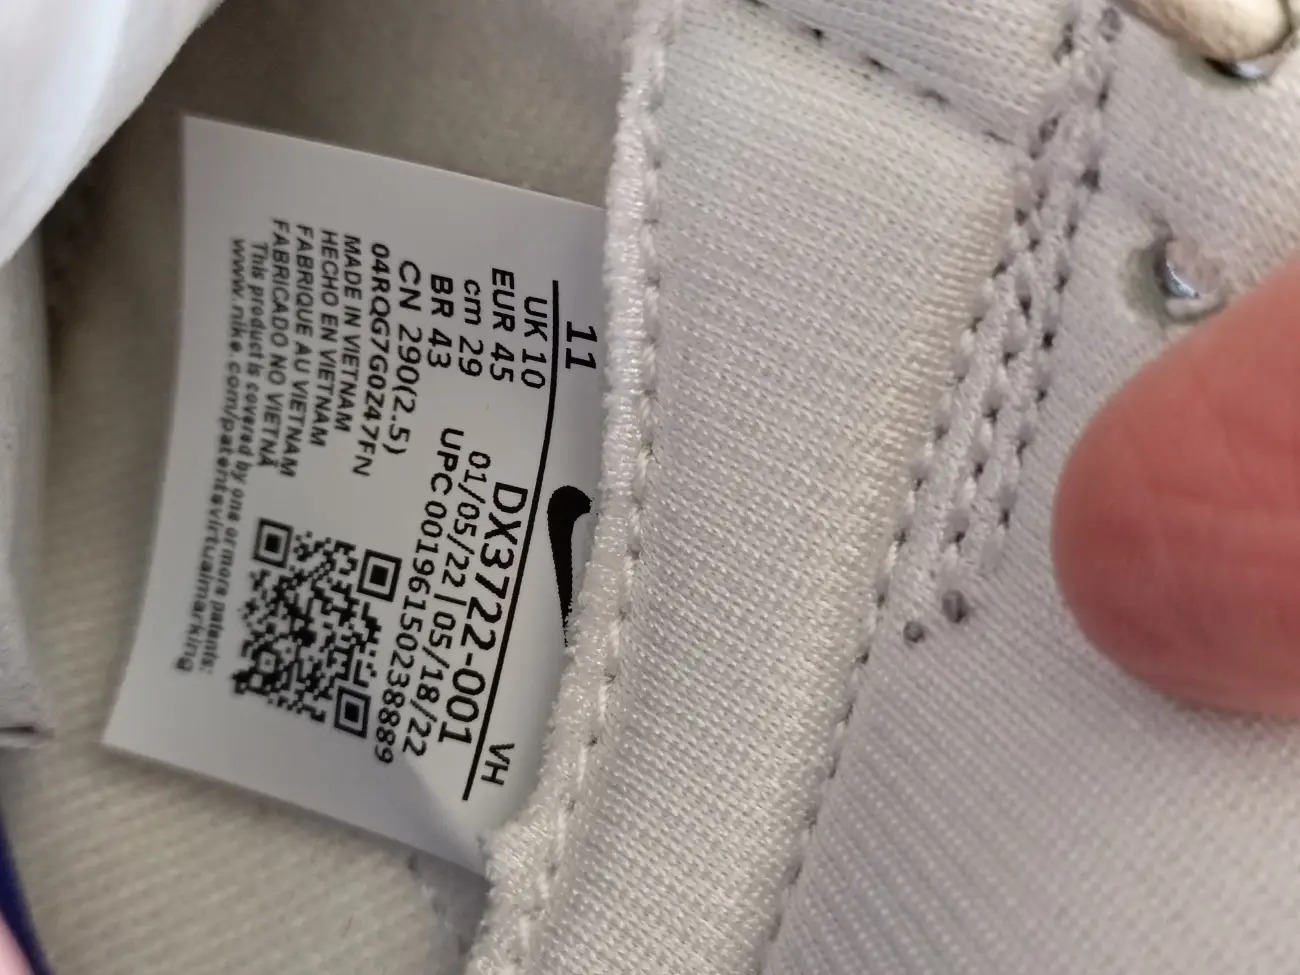 11
UK 10
EUR 45
cm 29
BR 43
CN 290(2.5)
VH
DX3722-001
01/05/22 | 05/18/22
UPC 00196150238889
04RQG7G0Z47FN
MADE IN VIETNAM
HECHO EN VIETNAM
FABRIQUE AU VIETNAM
FABRICADO NO VIETNÃ
This product is covered by one or more patents:
www.nike.com/patentsvirtualmarking